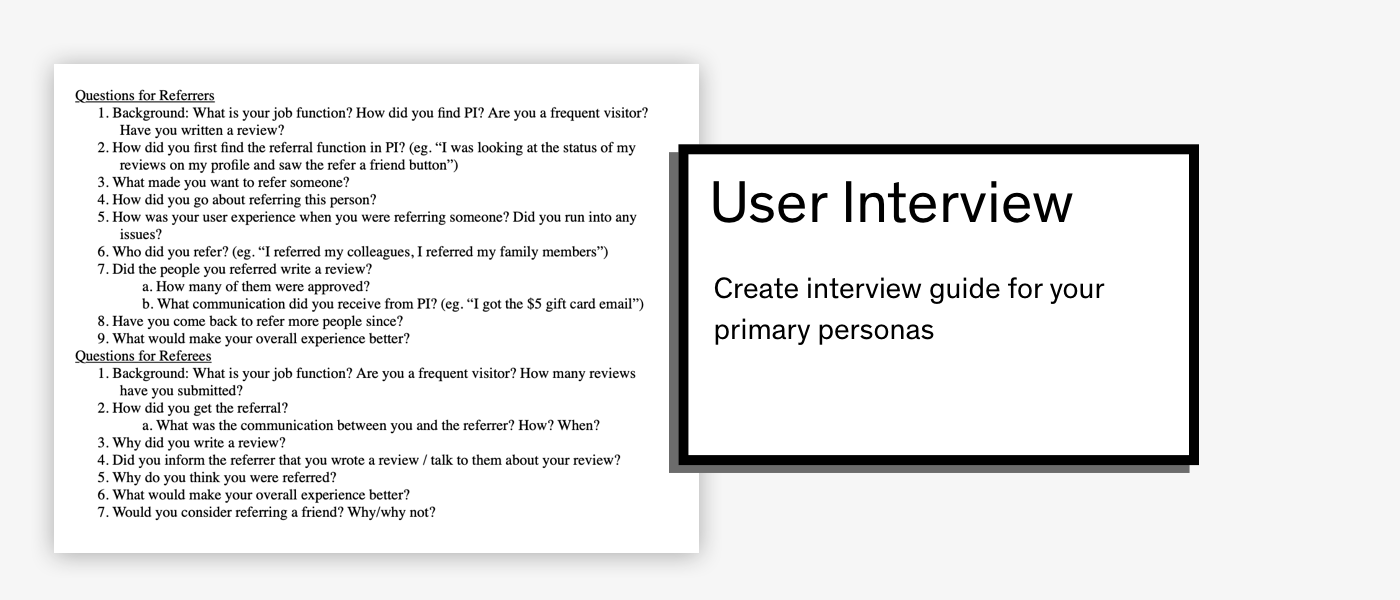 Questions for Referrers
1. Background: What is your job function? How did you find PI? Are you a frequent visitor?
Have you written a review?
2. How did you first find the referral function in PI? (eg. “I was looking at the status of my
reviews on my profile and saw the refer a friend button”)
3. What made you want to refer someone?
4. How did you go about referring this person?
5. How was your user experience when you were referring someone? Did you run into any
issues?
6. Who did you refer? (eg. “I referred my colleagues, I referred my family members”)
7. Did the people you referred write a review?
a. How many of them were approved?
b. What communication did you receive from PI? (eg. “I got the $5 gift card email”)
8. Have you come back to refer more people since?
9. What would make your overall experience better?
Questions for Referees
1. Background: What is your job function? Are you a frequent visitor? How many reviews
have you submitted?
2. How did you get the referral?
a. What was the communication between you and the referrer? How? When?
3. Why did you write a review?
4. Did you inform the referrer that you wrote a review / talk to them about your review?
5. Why do you think you were referred?
6. What would make your overall experience better?
7. Would you consider referring a friend? Why/why not?
User Interview
Create interview guide for your
primary personas